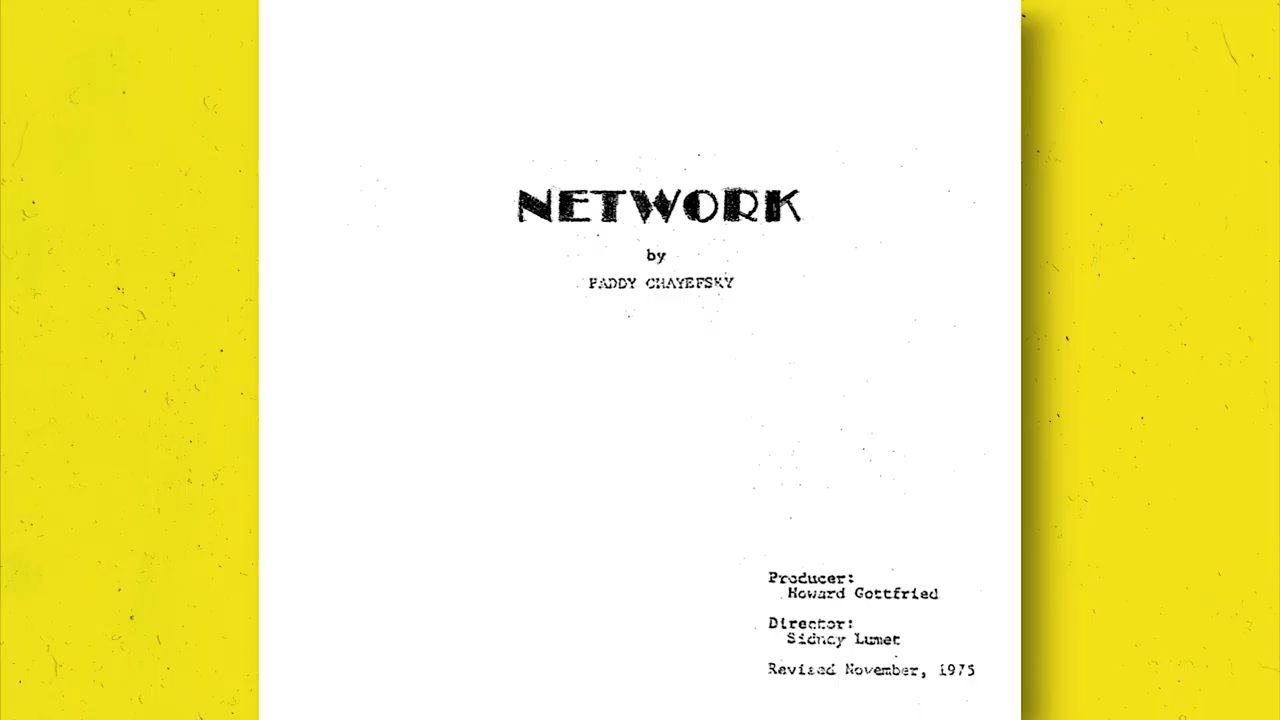 NETWORK
by
PADDY CHAYEFSKY
Producer:
Howard Gottfried
Director:
Sidney Lumet
Revised November, 1975